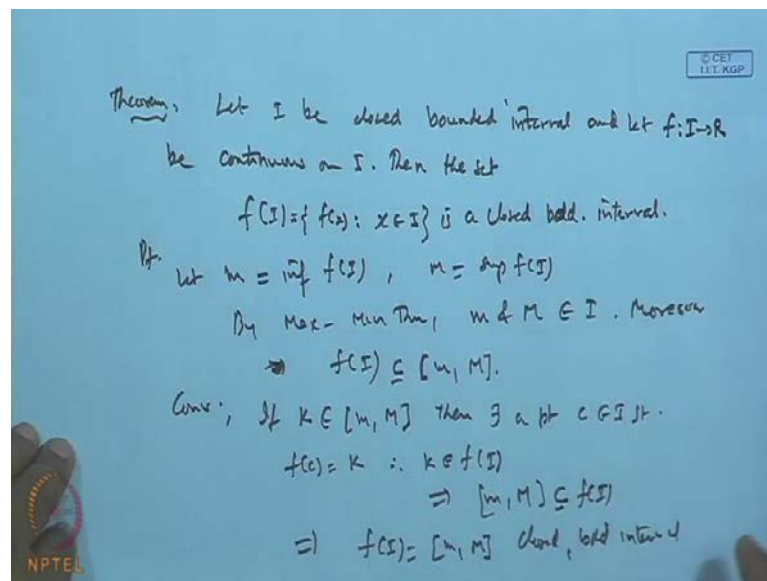 © CET
I.I.T. KGP
Theorem, Let I be closed bounded interval and let f: I→R
be continuous on I. Then the set
f(I)={ f(x): x∈I} is a closed bdd. interval.
Pf.
Let m = inf f(I), M = sup f(I)
By Max-Min Thm, m & M ∈ I. Moreover
⇒ f(I) ⊆ [m, M].
Conv., If K ∈ [m, M] then ∃ a pt c ∈ I st.
f(c)= K ∴ K ∈ f(I)
⇒ [m, M] ⊆ f(I)
⇒ f(I)= [m, M] closed, bdd interval
NPTEL